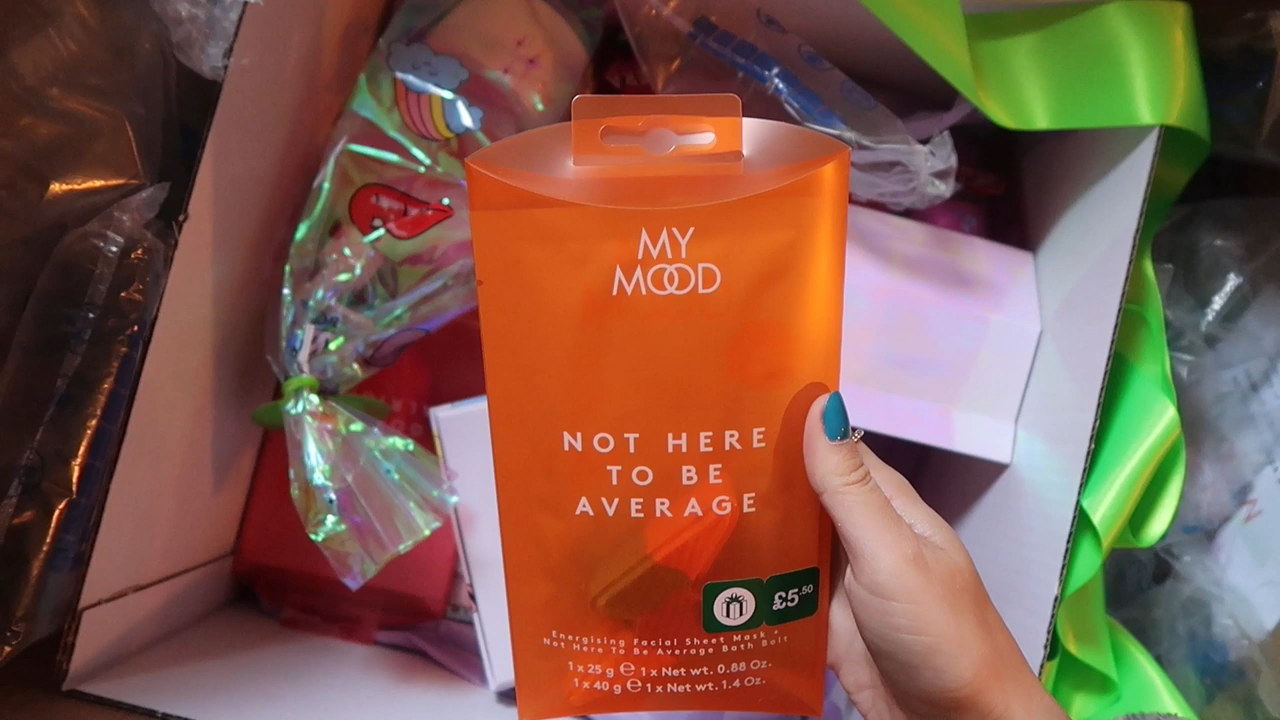 MY
MOOD
NOT HERE
TO BE
AVERAGE
£5.50
Energising Facial Sheet Mask +
Not Here To Be Average Bath Bolt
1 x 25 g ℮ 1 x Net wt. 0.88 Oz.
1 x 40 g ℮ 1 x Net wt. 1.4 Oz.